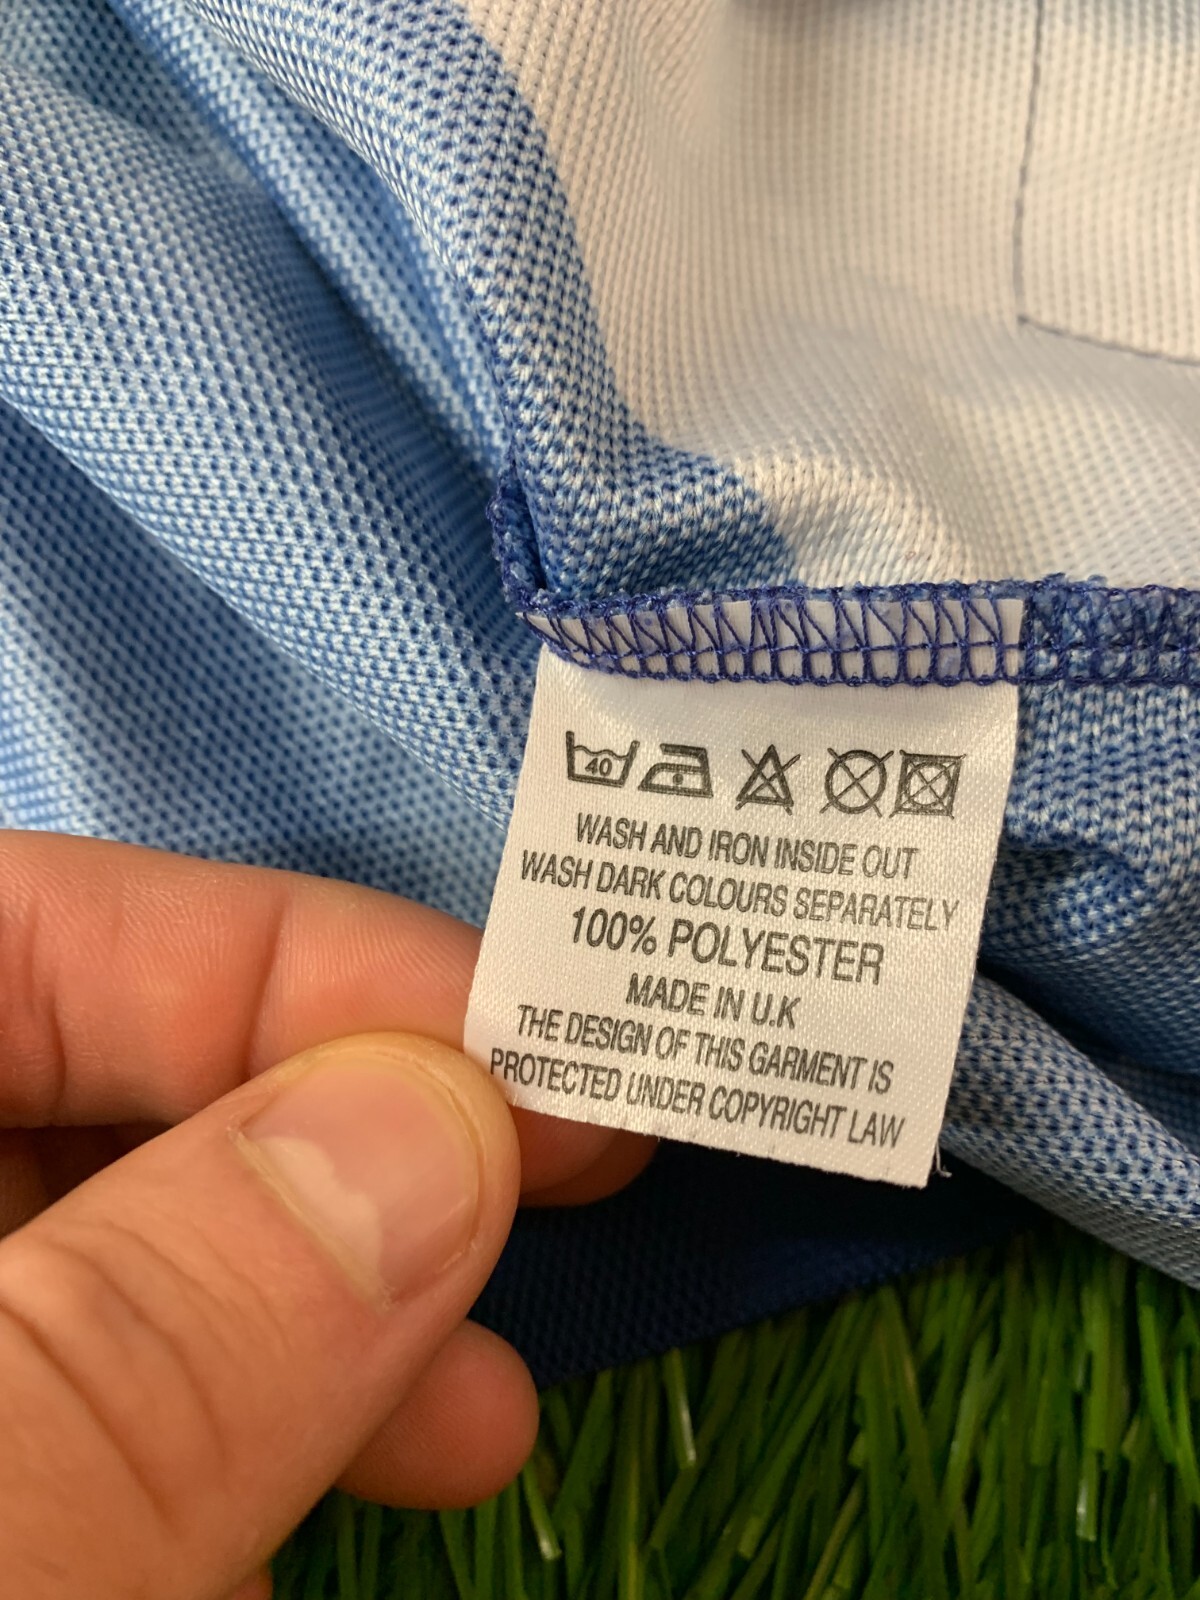 40
WASH AND IRON INSIDE OUT
WASH DARK COLOURS SEPARATELY
100% POLYESTER
MADE IN U.K
THE DESIGN OF THIS GARMENT IS
PROTECTED UNDER COPYRIGHT LAW